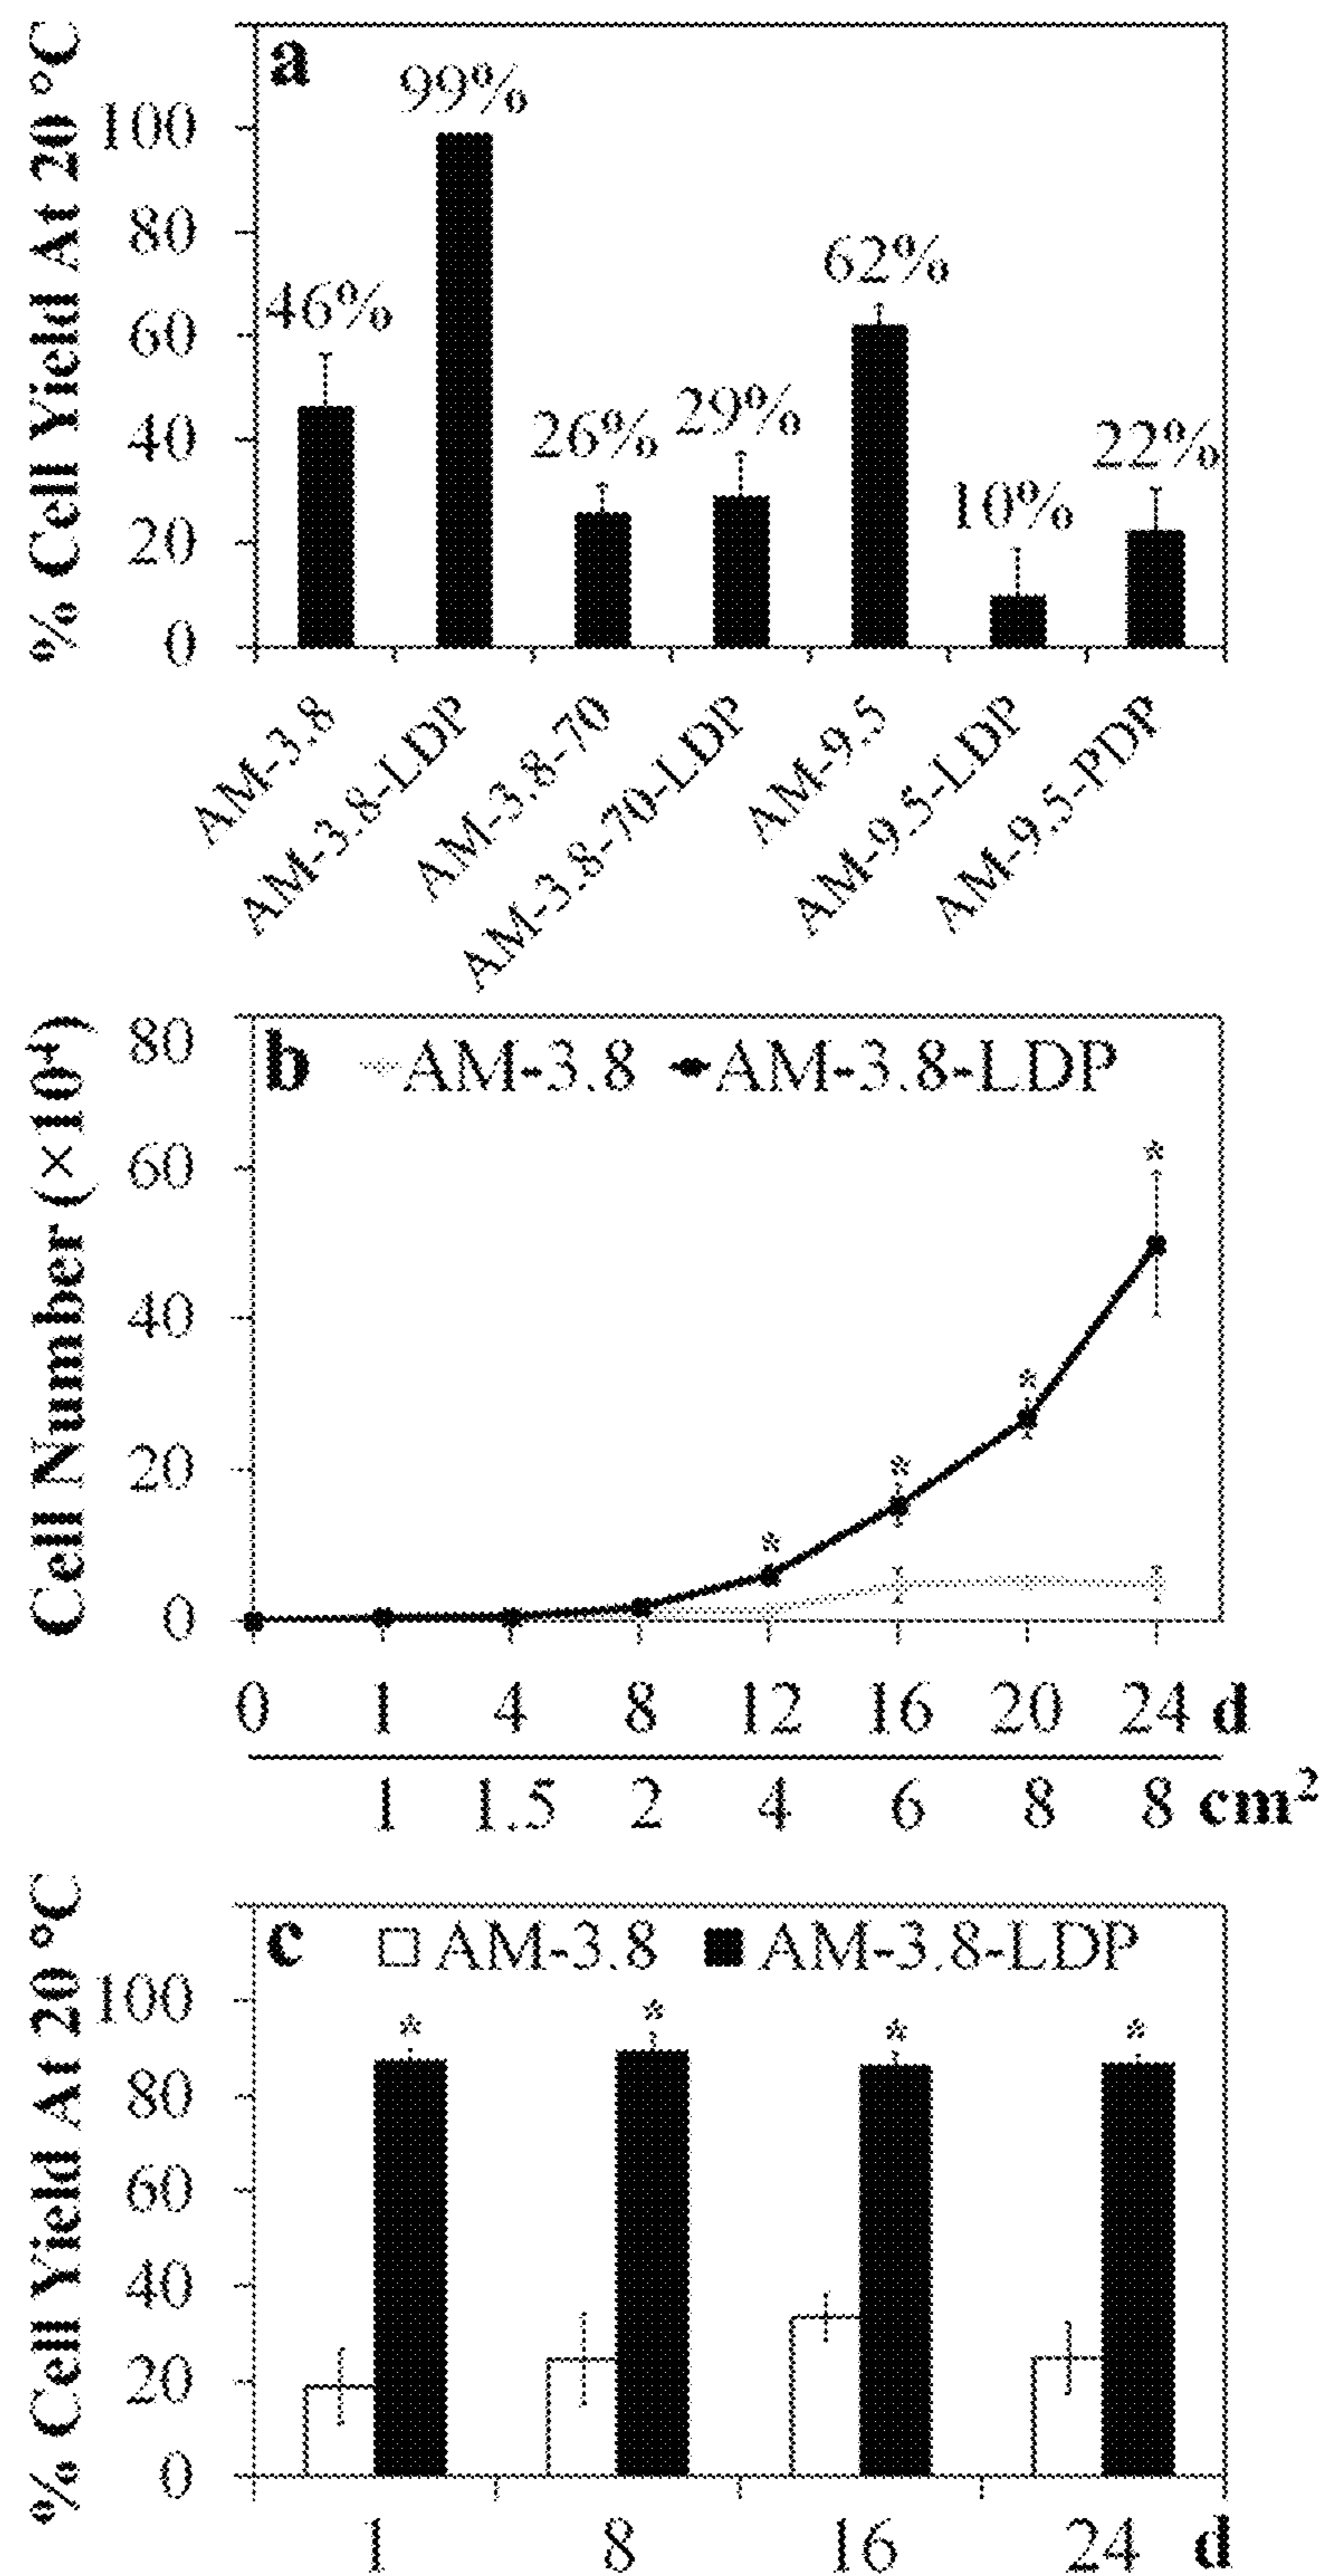 % Cell Yield At 20 °C
a
100
80
60
40
20
0
46%
99%
26%
29%
62%
10%
22%
AM-3.8
AM-3.8-LDP
AM-3.8-70
AM-3.8-70-LDP
AM-9.5
AM-9.5-LDP
AM-9.5-PDP
Cell Number (×10⁴)
b AM-3.8 AM-3.8-LDP
80
60
40
20
0
* * * *
0 1 4 8 12 16 20 24 d
1 1.5 2 4 6 8 8 cm²
% Cell Yield At 20 °C
c AM-3.8 AM-3.8-LDP
100
80
60
40
20
0
* * * *
1 8 16 24 d